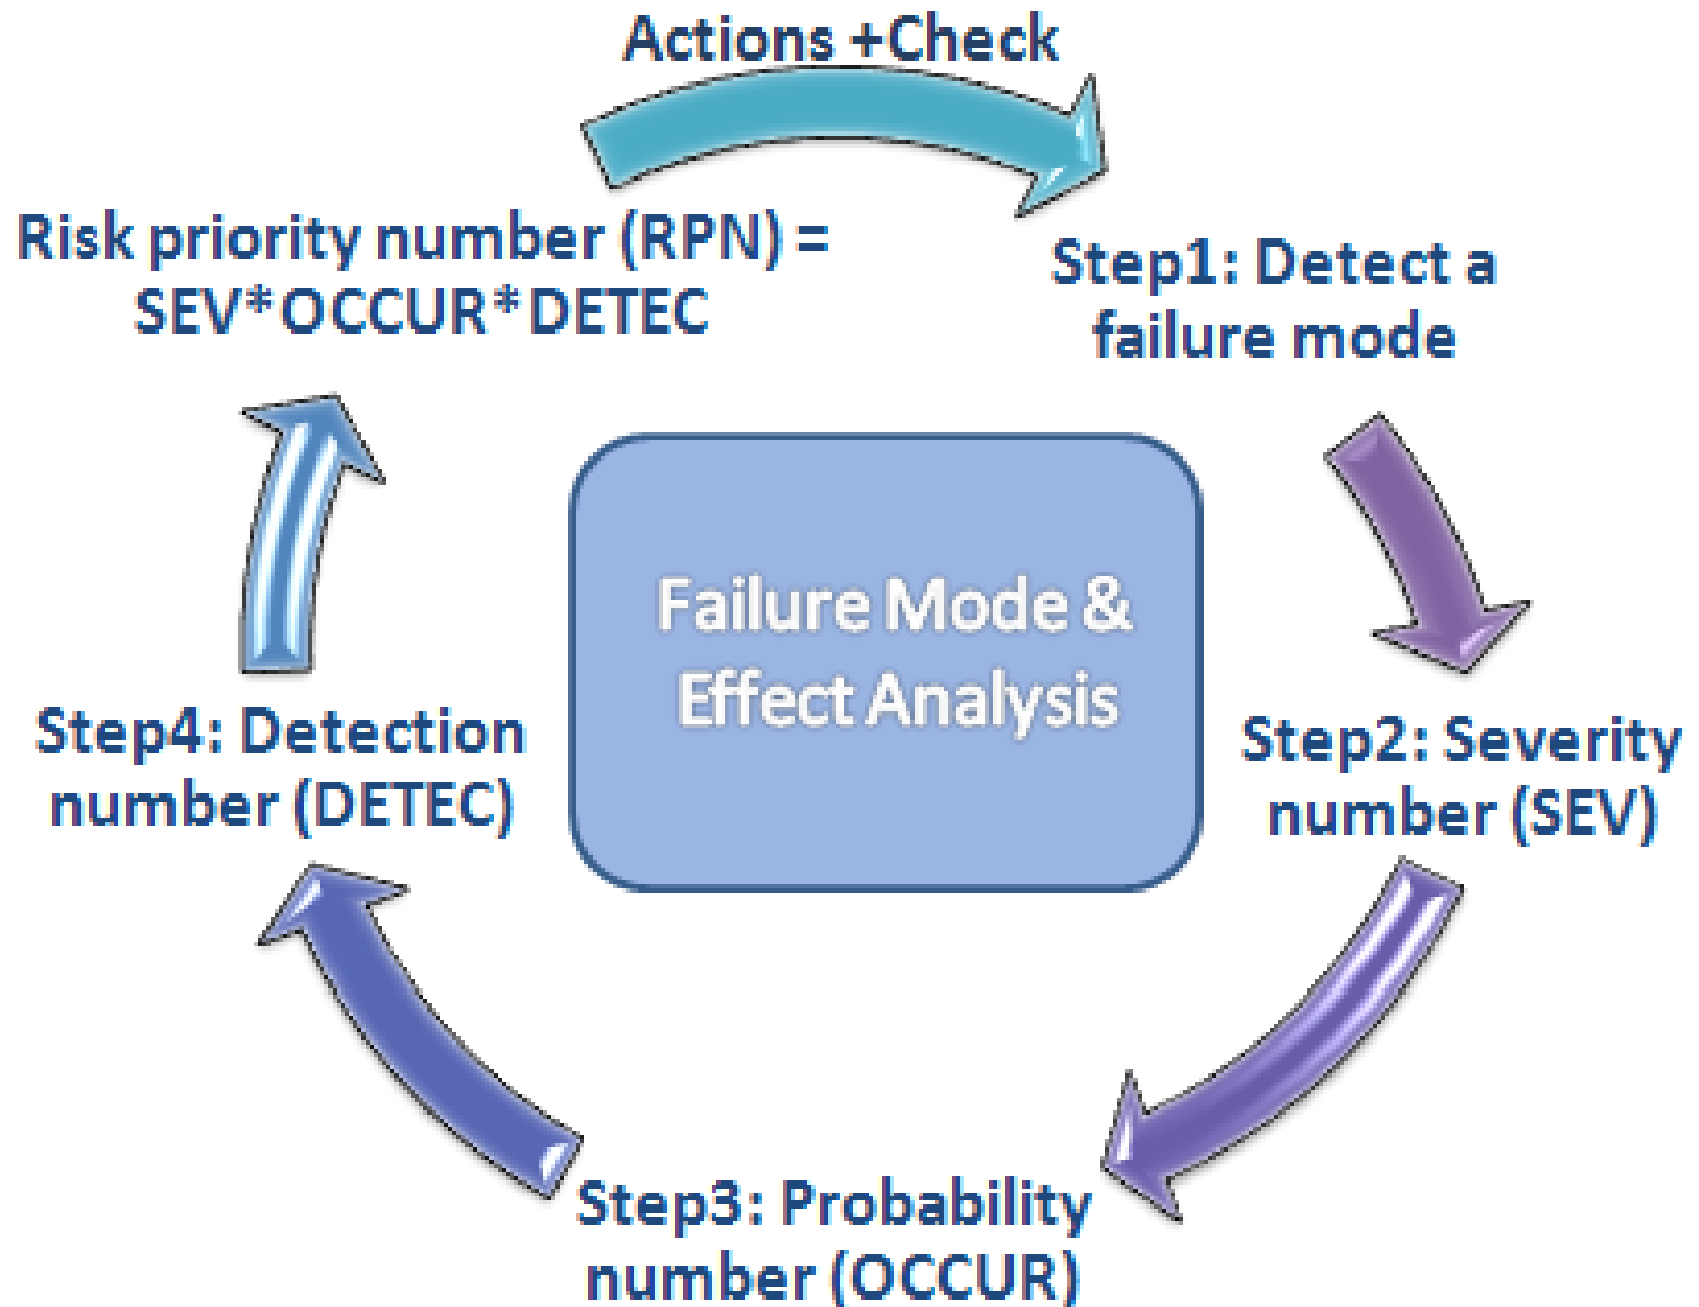 Actions +Check
Risk priority number (RPN) =
SEV*OCCUR*DETEC
Step1: Detect a
failure mode
Failure Mode &
Effect Analysis
Step2: Severity
number (SEV)
Step3: Probability
number (OCCUR)
Step4: Detection
number (DETEC)